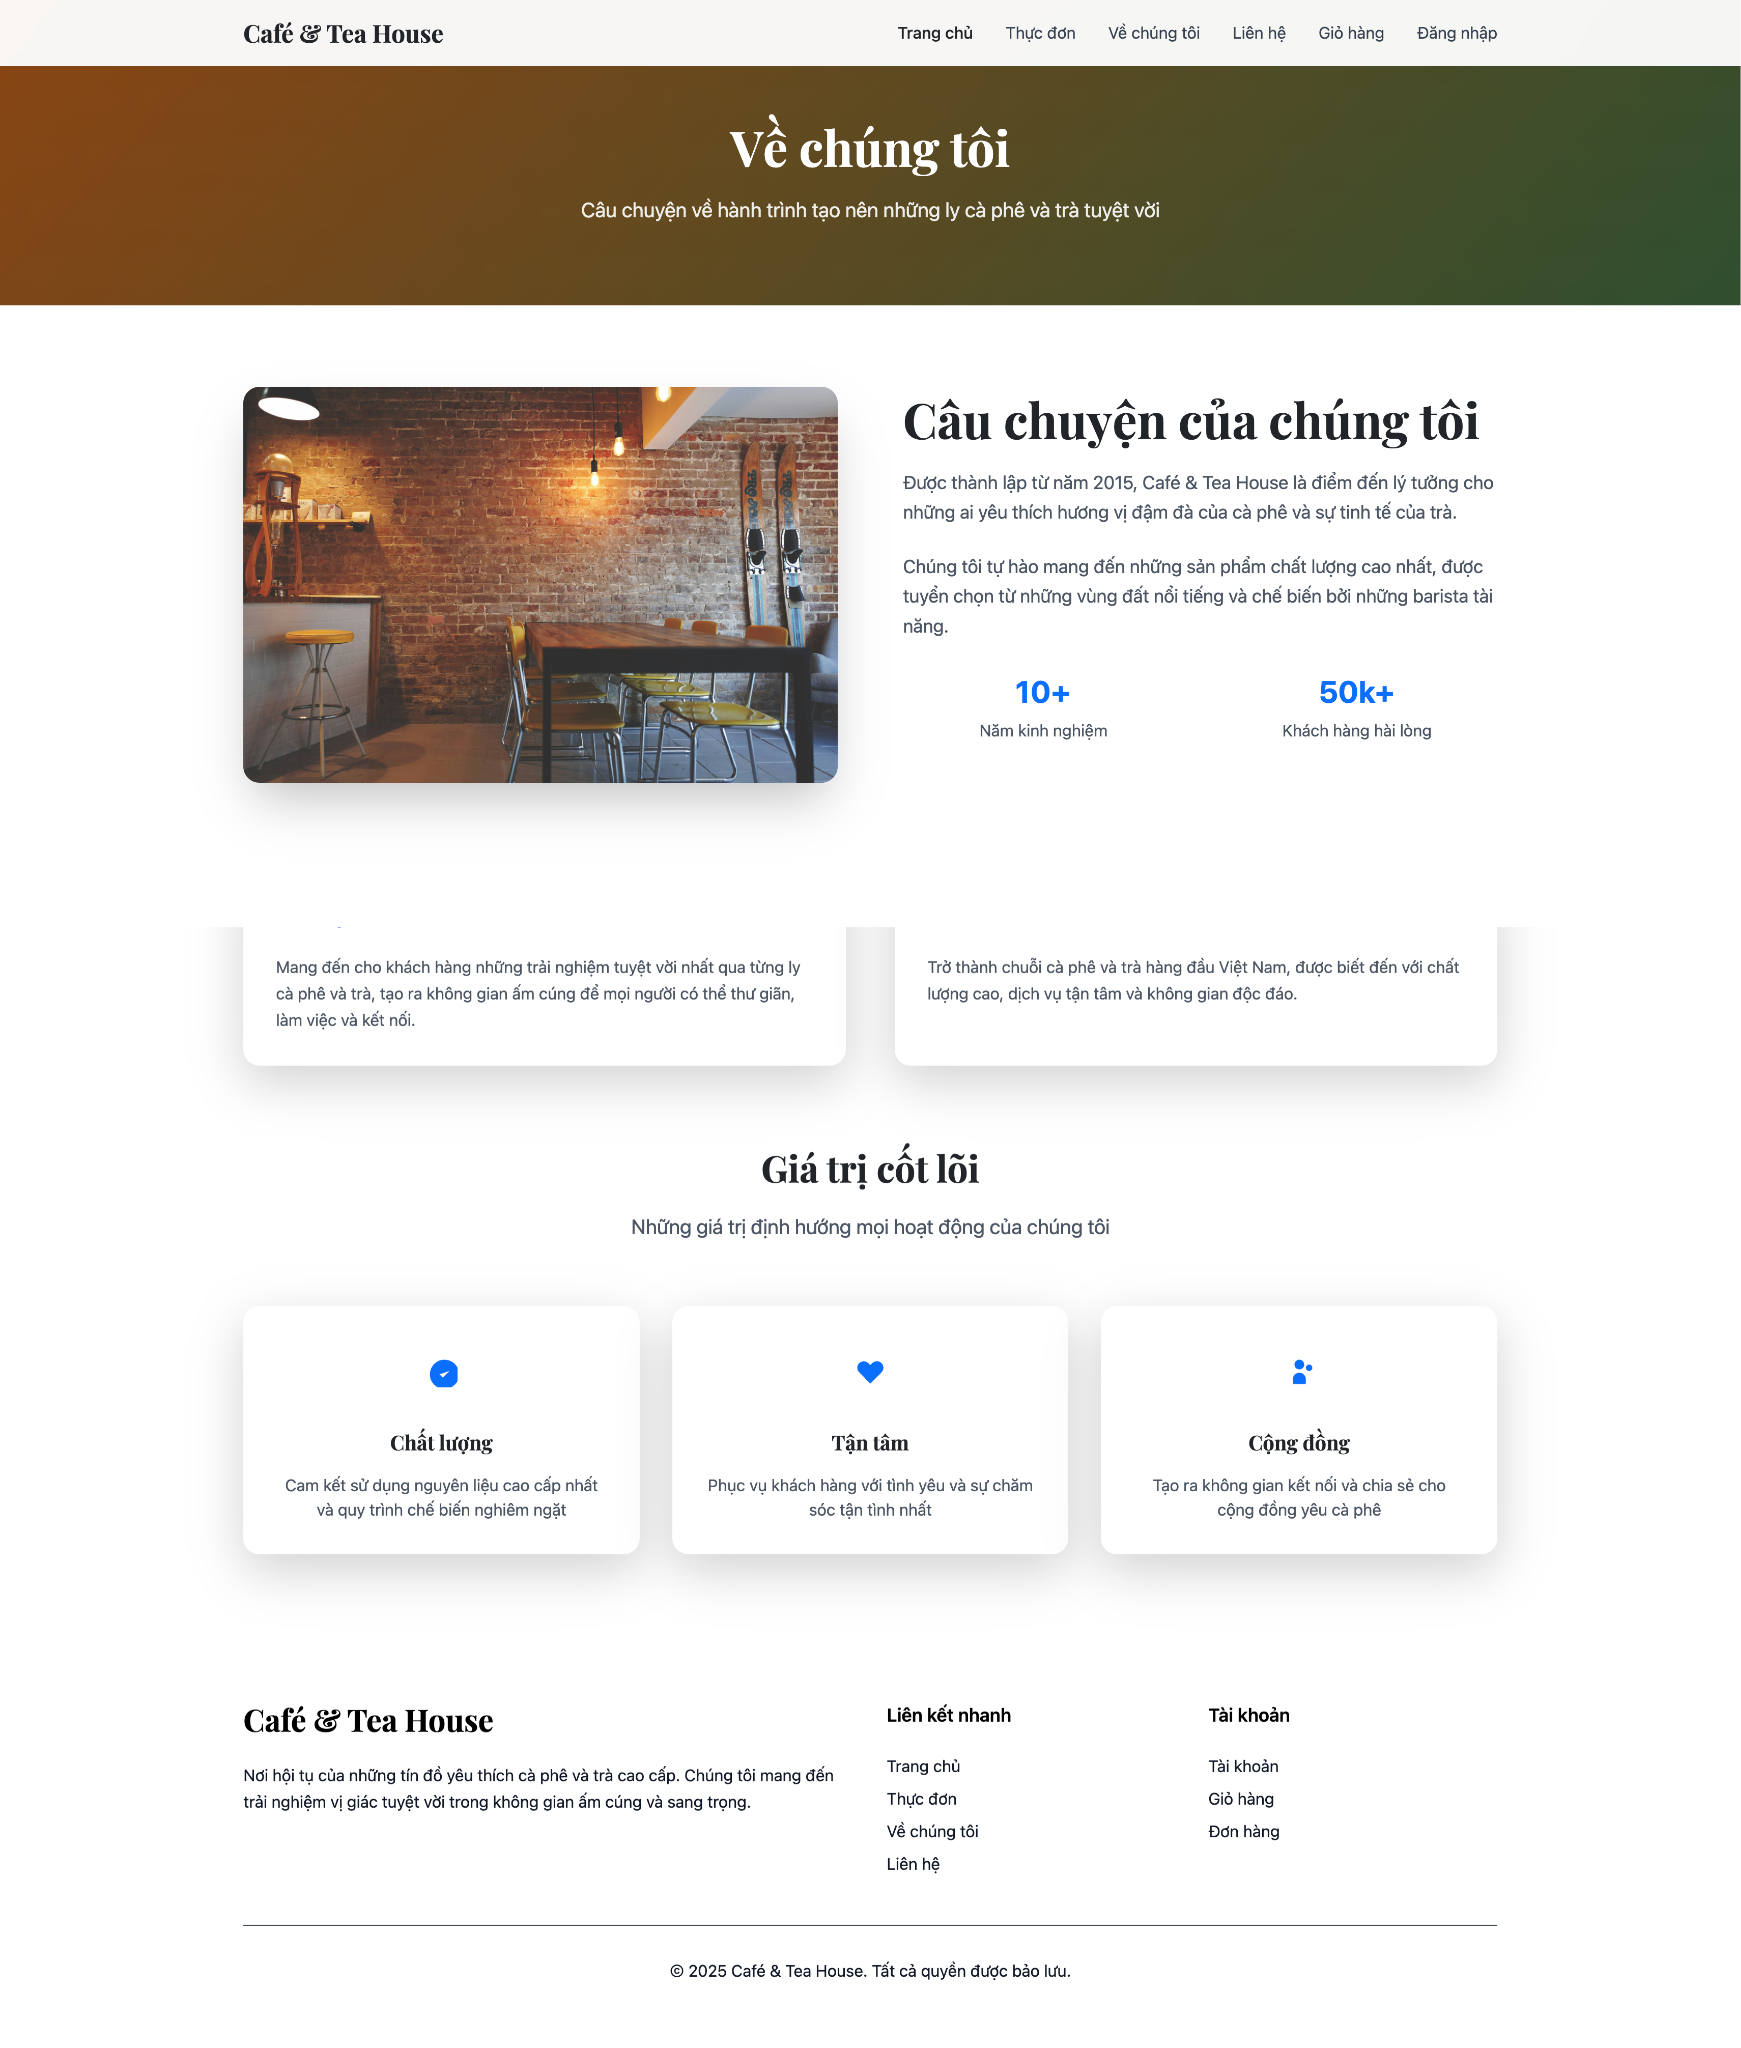 Café & Tea House
Trang chủ
Thực đơn
Về chúng tôi
Liên hệ
Giỏ hàng
Đăng nhập
Về chúng tôi
Câu chuyện về hành trình tạo nên những ly cà phê và trà tuyệt vời
Câu chuyện của chúng tôi
Được thành lập từ năm 2015, Café & Tea House là điểm đến lý tưởng cho
những ai yêu thích hương vị đậm đà của cà phê và sự tinh tế của trà.
Chúng tôi tự hào mang đến những sản phẩm chất lượng cao nhất, được
tuyển chọn từ những vùng đất nổi tiếng và chế biến bởi những barista tài
năng.
10+
Năm kinh nghiệm
50k+
Khách hàng hài lòng
Mang đến cho khách hàng những trải nghiệm tuyệt vời nhất qua từng ly
cà phê và trà, tạo ra không gian ấm cúng để mọi người có thể thư giãn,
làm việc và kết nối.
Trở thành chuỗi cà phê và trà hàng đầu Việt Nam, được biết đến với chất
lượng cao, dịch vụ tận tâm và không gian độc đáo.
Giá trị cốt lõi
Những giá trị định hướng mọi hoạt động của chúng tôi
Chất lượng
Cam kết sử dụng nguyên liệu cao cấp nhất
và quy trình chế biến nghiêm ngặt
Tận tâm
Phục vụ khách hàng với tình yêu và sự chăm
sóc tận tình nhất
Cộng đồng
Tạo ra không gian kết nối và chia sẻ cho
cộng đồng yêu cà phê
Café & Tea House
Nơi hội tụ của những tín đồ yêu thích cà phê và trà cao cấp. Chúng tôi mang đến
trải nghiệm vị giác tuyệt vời trong không gian ấm cúng và sang trọng.
Liên kết nhanh
Trang chủ
Thực đơn
Về chúng tôi
Liên hệ
Tài khoản
Tài khoản
Giỏ hàng
Đơn hàng
© 2025 Café & Tea House. Tất cả quyền được bảo lưu.